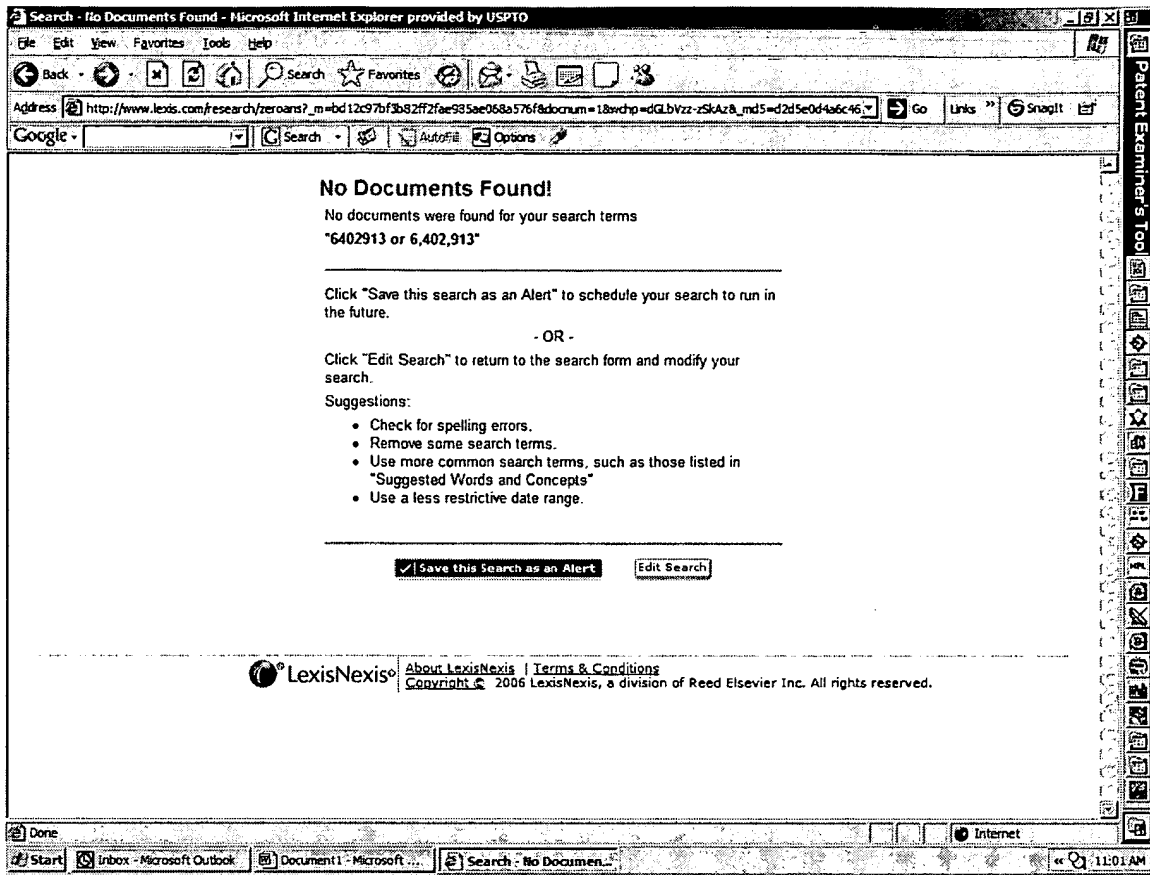 Search - No Documents Found - Microsoft Internet Explorer provided by USPTO
File Edit View Favorites Tools Help
Back Search Favorites
Address http://www.lexis.com/research/zeroans?_m=bd12c97bf3b82ff2fae935ae068a576f&docnum=1&wchp=dGLbVzz-zSkAz&_md5=d2d5e0d4a6c46 Go Links » SnagIt
Google - Search AutoFill Options
Patent Examiner's Tool
No Documents Found!
No documents were found for your search terms
"6402913 or 6,402,913"
Click "Save this search as an Alert" to schedule your search to run in
the future.
- OR -
Click "Edit Search" to return to the search form and modify your
search.
Suggestions:
• Check for spelling errors.
• Remove some search terms.
• Use more common search terms, such as those listed in
"Suggested Words and Concepts"
• Use a less restrictive date range.
Save this Search as an Alert Edit Search
LexisNexis About LexisNexis | Terms & Conditions
Copyright © 2006 LexisNexis, a division of Reed Elsevier Inc. All rights reserved.
Done Internet
Start Inbox - Microsoft Outlook Document1 - Microsoft ... Search - No Documen... « 11:01 AM